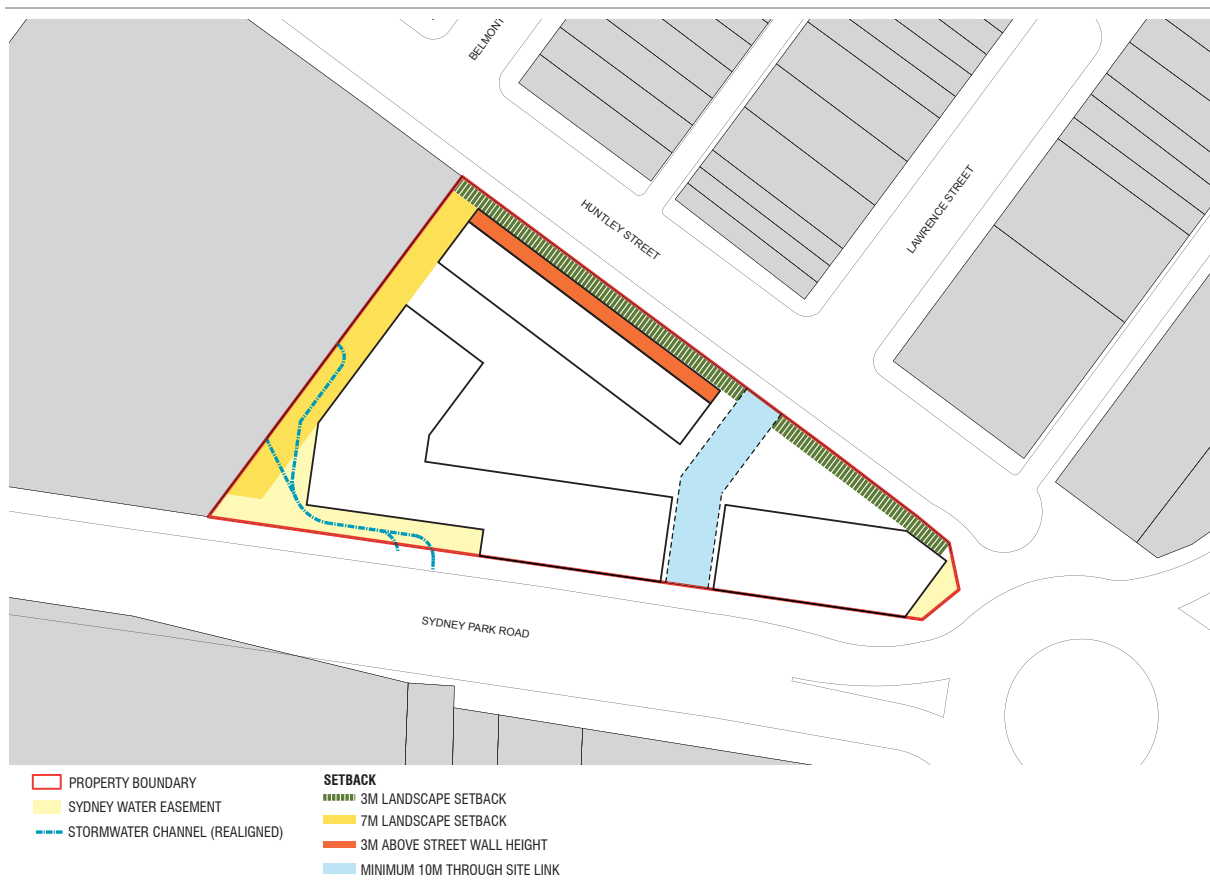 BELMONT
HUNTLEY STREET
LAWRENCE STREET
SYDNEY PARK ROAD
PROPERTY BOUNDARY
SYDNEY WATER EASEMENT
STORMWATER CHANNEL (REALIGNED)
SETBACK
3M LANDSCAPE SETBACK
7M LANDSCAPE SETBACK
3M ABOVE STREET WALL HEIGHT
MINIMUM 10M THROUGH SITE LINK